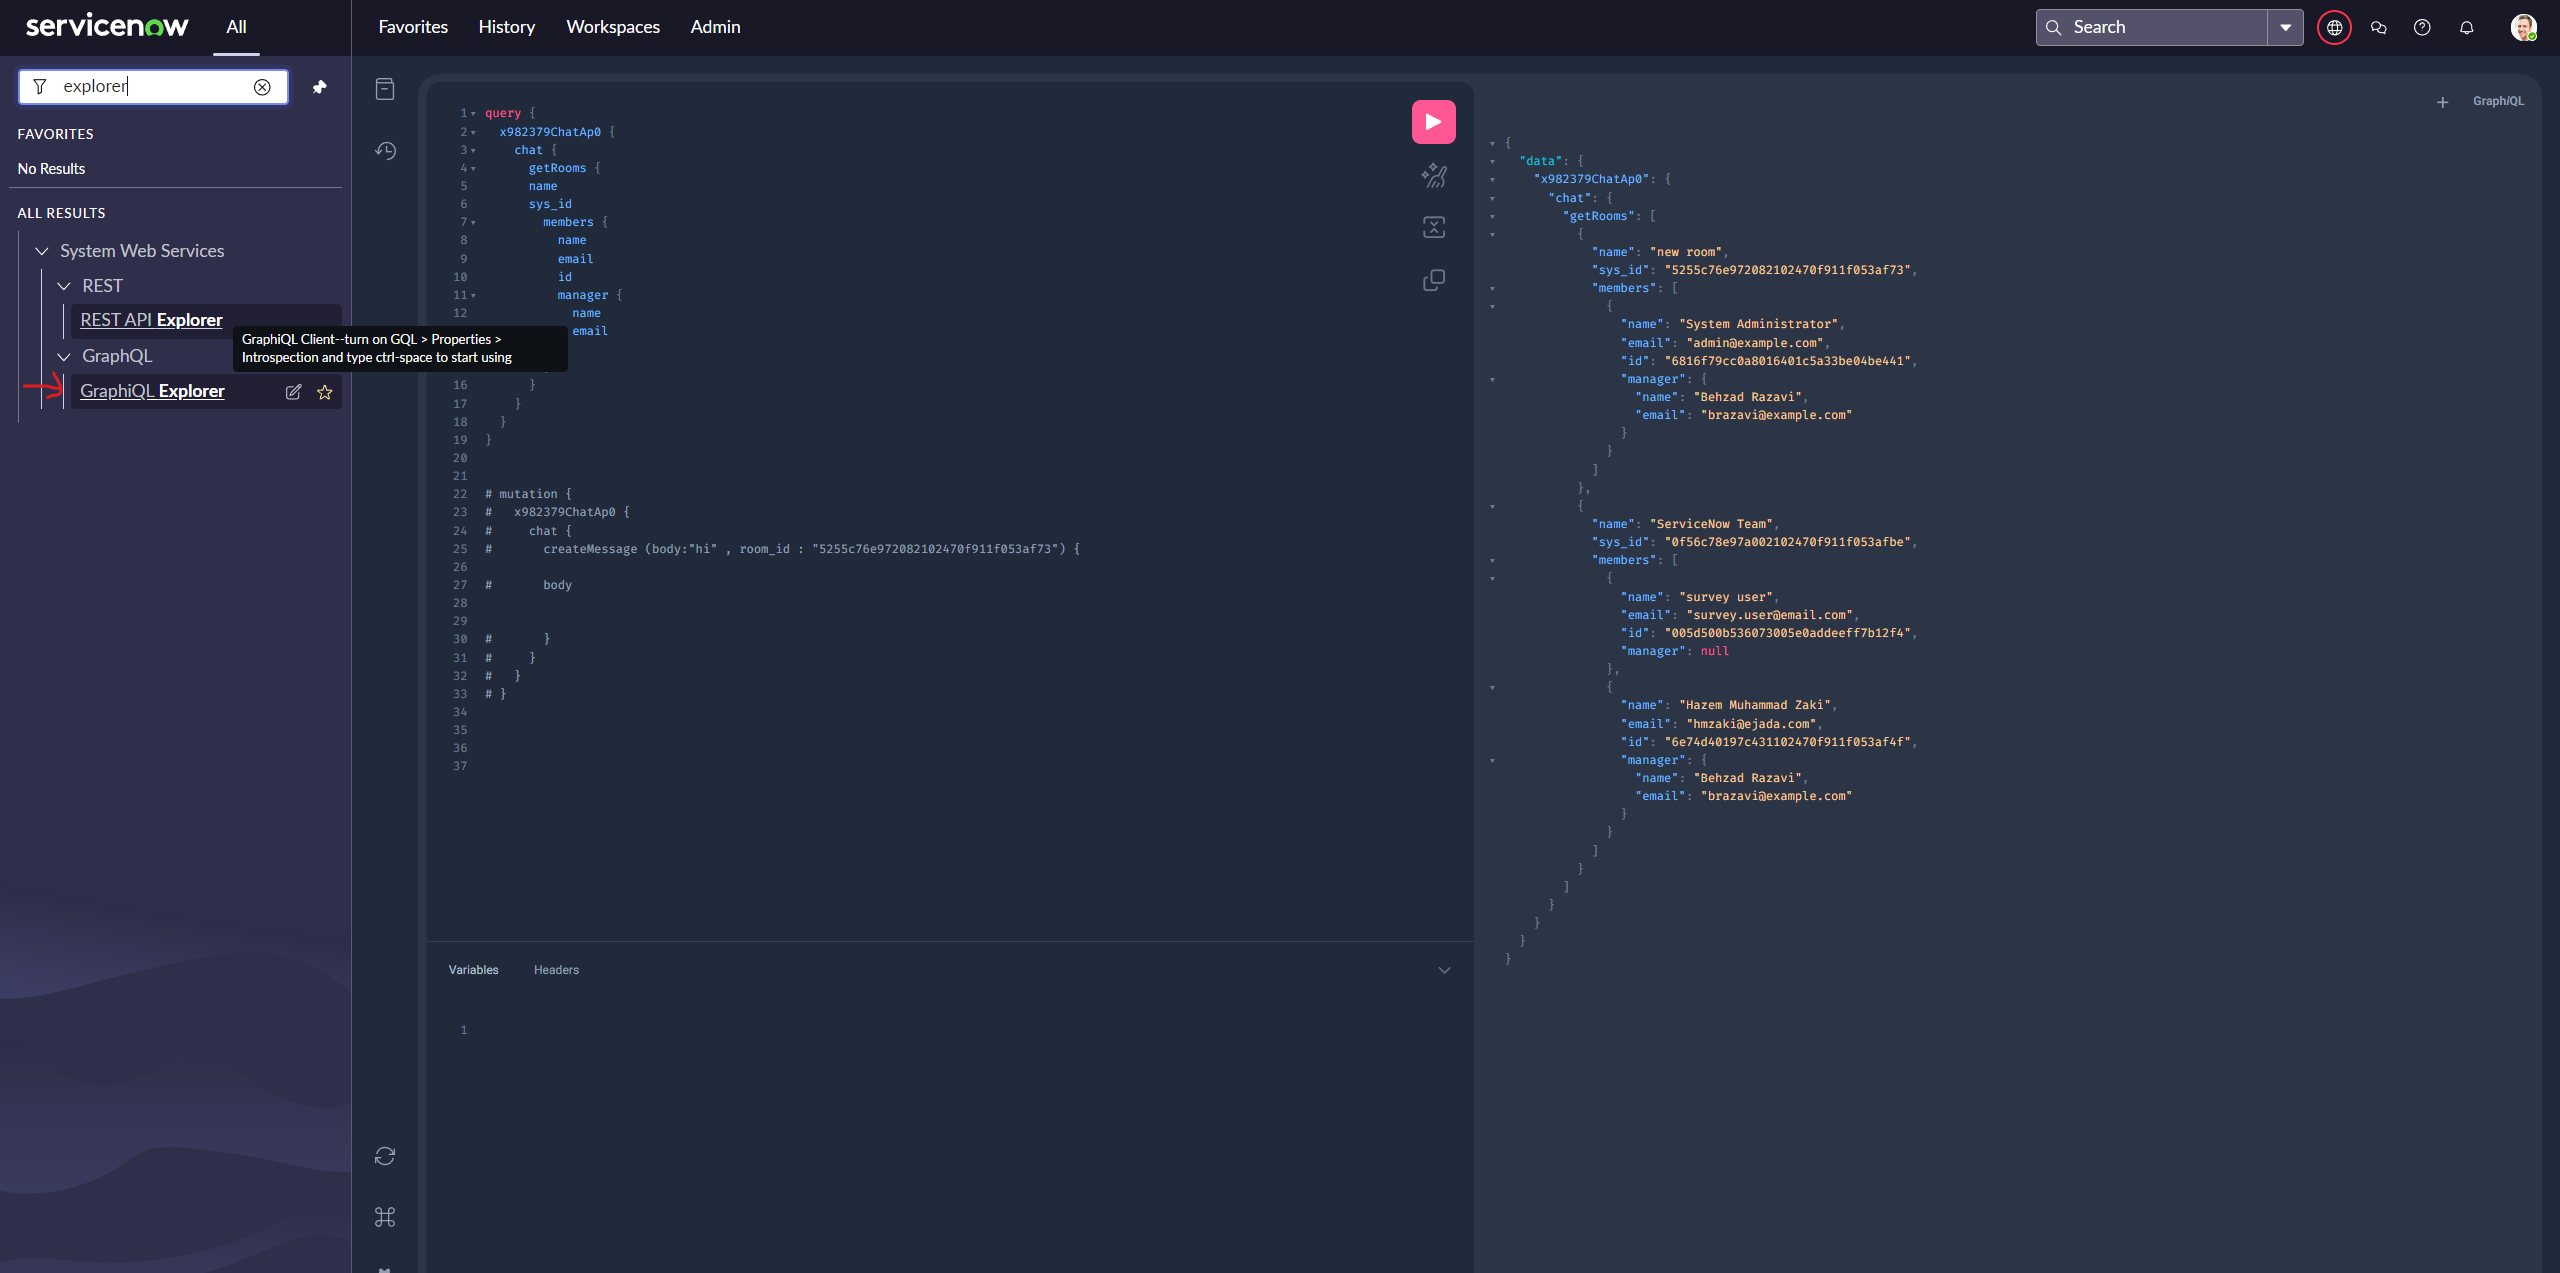 servicenow
All
Favorites
History
Workspaces
Admin
Search
explorer
FAVORITES
No Results
ALL RESULTS
System Web Services
REST
REST API Explorer
GraphQL
GraphiQL Explorer
GraphiQL Client--turn on GQL > Properties >
Introspection and type ctrl-space to start using
1 query {
2 x982379ChatAp0 {
3 chat {
4 getRooms {
5 name
6 sys_id
7 members {
8 name
9 email
10 id
11 manager {
12 name
email
16 }
17 }
18 }
19 }
20
21
22 # mutation {
23 # x982379ChatAp0 {
24 # chat {
25 # createMessage (body:"hi" , room_id : "5255c76e972082102470f911f053af73") {
26
27 # body
28
29
30 # }
31 # }
32 # }
33 # }
34
35
36
37
Variables
Headers
1
GraphiQL
{
"data": {
"x982379ChatAp0": {
"chat": {
"getRooms": [
{
"name": "new room",
"sys_id": "5255c76e972082102470f911f053af73",
"members": [
{
"name": "System Administrator",
"email": "admin@example.com",
"id": "6816f79cc0a8016401c5a33be04be441",
"manager": {
"name": "Behzad Razavi",
"email": "brazavi@example.com"
}
}
]
},
{
"name": "ServiceNow Team",
"sys_id": "0f56c78e97a002102470f911f053afbe",
"members": [
{
"name": "survey user",
"email": "survey.user@email.com",
"id": "005d500b536073005e0addeeff7b12f4",
"manager": null
},
{
"name": "Hazem Muhammad Zaki",
"email": "hmzaki@ejada.com",
"id": "6e74d40197c431102470f911f053af4f",
"manager": {
"name": "Behzad Razavi",
"email": "brazavi@example.com"
}
}
]
}
]
}
}
}
}